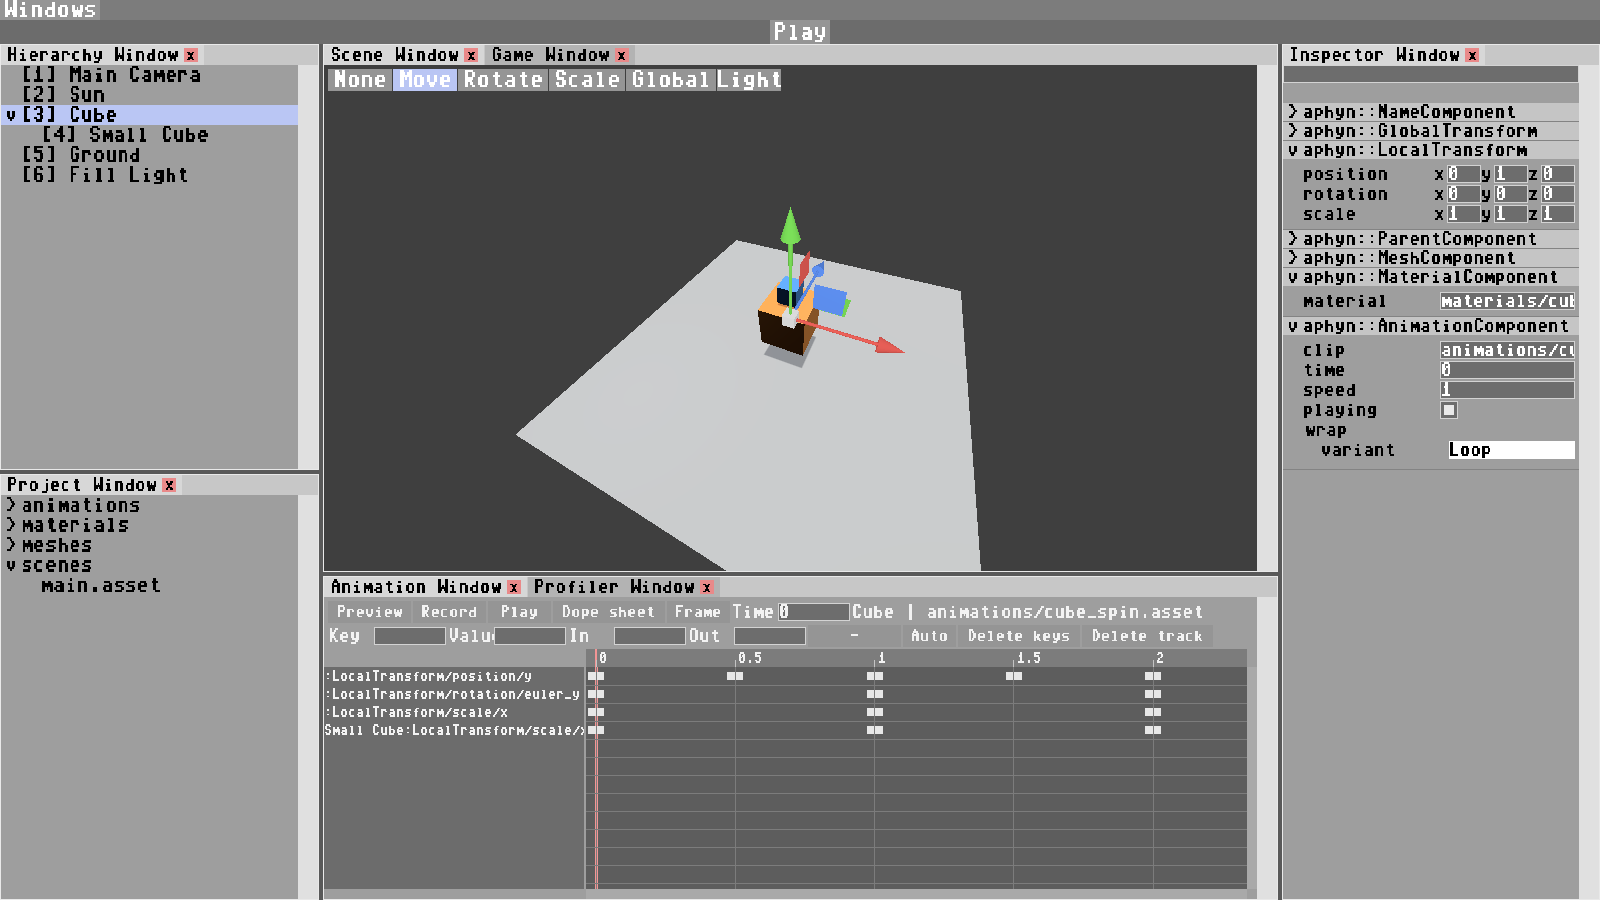 Windows
Play
Hierarchy Window x
[1] Main Camera
[2] Sun
v [3] Cube
[4] Small Cube
[5] Ground
[6] Fill Light
Project Window x
> animations
> materials
> meshes
v scenes
main.asset
Scene Window x Game Window x
None Move Rotate Scale Global Light
Animation Window x Profiler Window x
Preview Record Play Dope sheet Frame Time 0 Cube | animations/cube_spin.asset
Key Valu In Out - Auto Delete keys Delete track
0 0.5 1 1.5 2
:LocalTransform/position/y
:LocalTransform/rotation/euler_y
:LocalTransform/scale/x
Small Cube:LocalTransform/scale/x
Inspector Window x
> aphyn::NameComponent
> aphyn::GlobalTransform
v aphyn::LocalTransform
position x 0 y 1 z 0
rotation x 0 y 0 z 0
scale x 1 y 1 z 1
> aphyn::ParentComponent
> aphyn::MeshComponent
v aphyn::MaterialComponent
material materials/cub
v aphyn::AnimationComponent
clip animations/cu
time 0
speed 1
playing
wrap
variant Loop